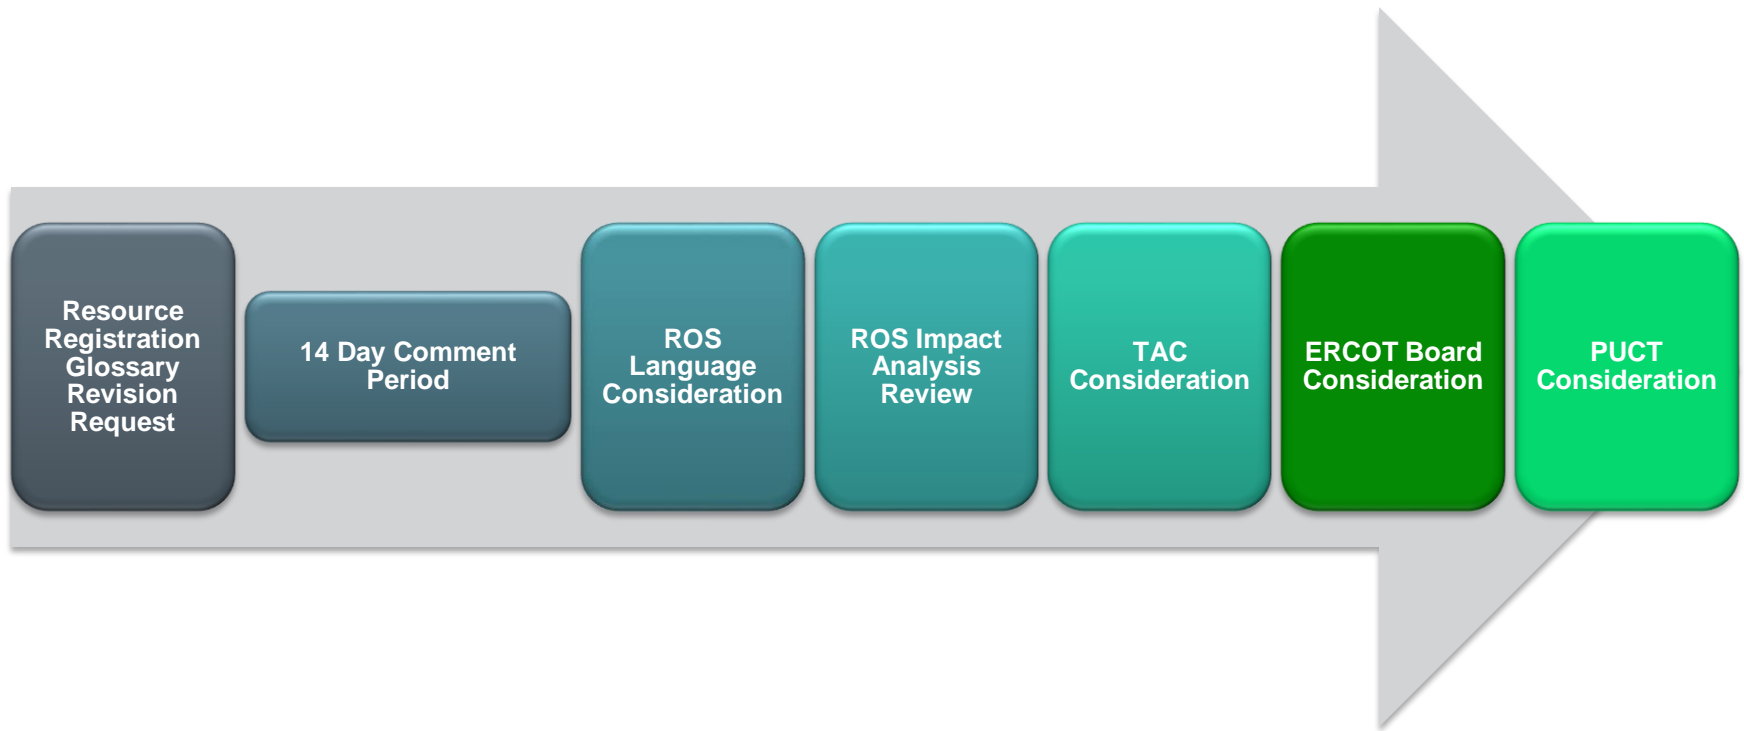 Resource
Registration
Glossary
Revision
Request
14 Day Comment
Period
ROS
Language
Consideration
ROS Impact
Analysis
Review
TAC
Consideration
ERCOT Board
Consideration
PUCT
Consideration